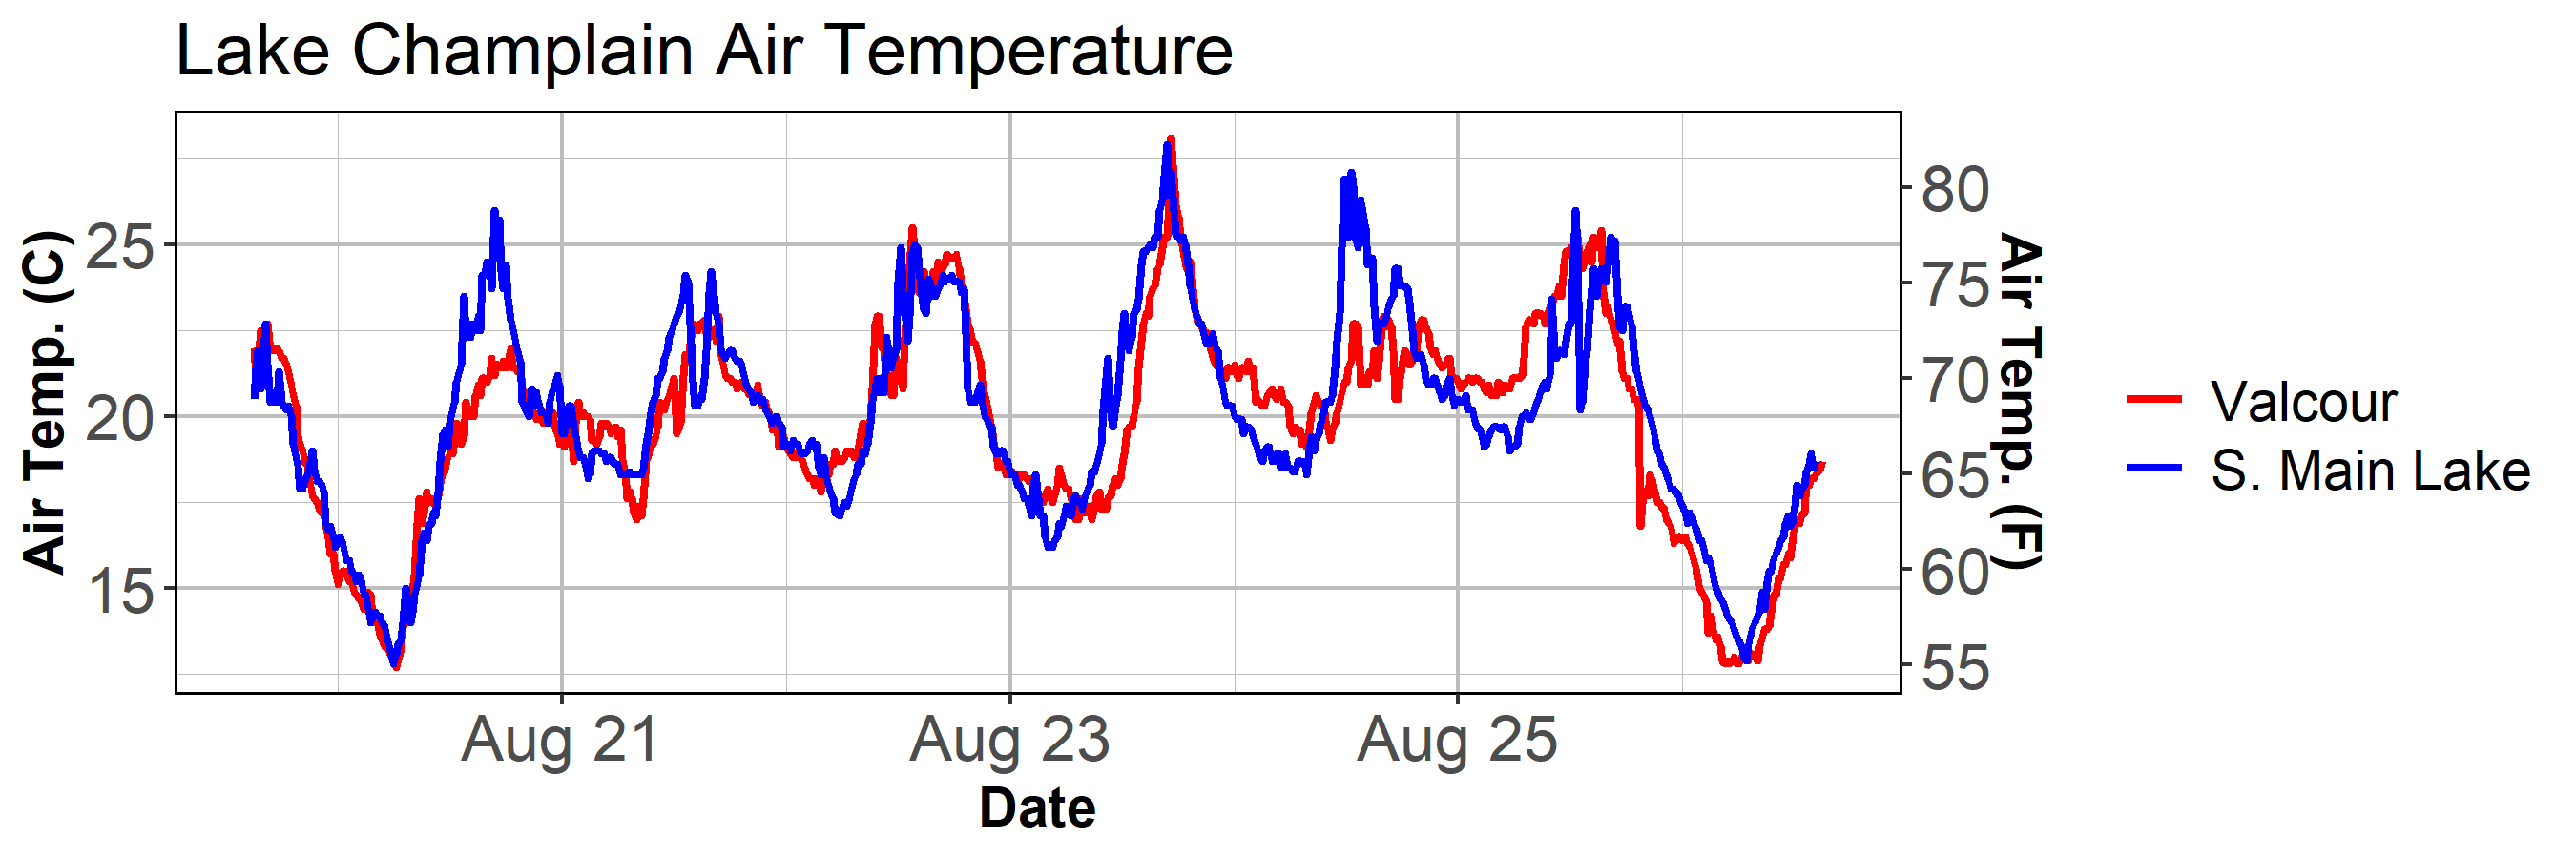 Lake Champlain Air Temperature
Air Temp. (C)
25
20
15
80
75
70
65
60
55
Air Temp. (F)
Aug 21
Aug 23
Aug 25
Date
Valcour
S. Main Lake